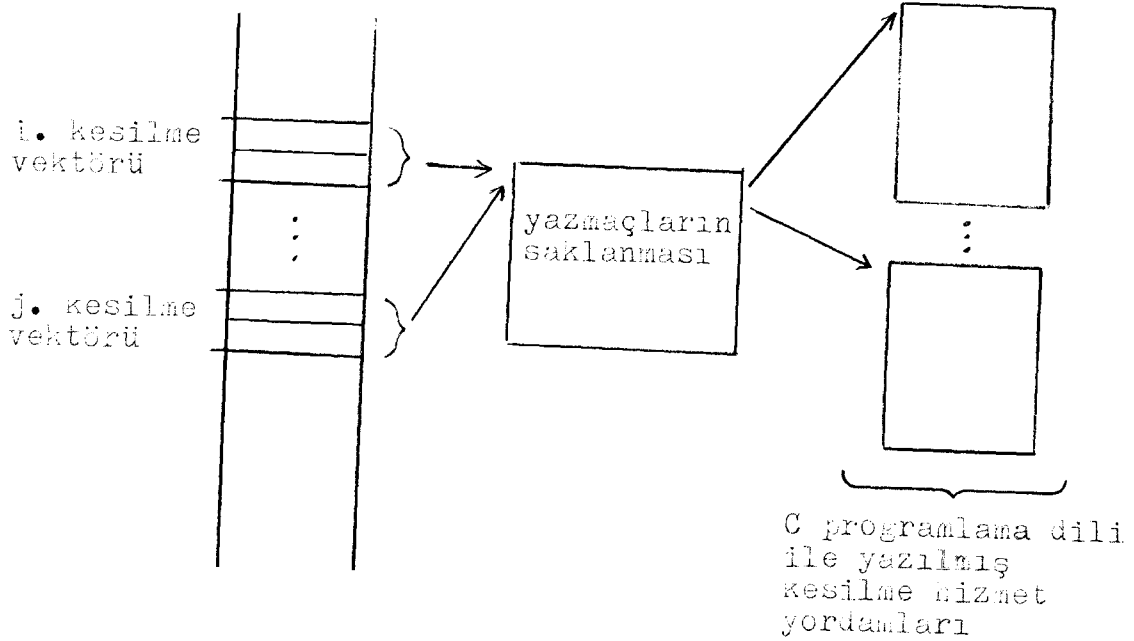 i. kesilme
vektörü
yazmaçların
saklanması
j. kesilme
vektörü
C programlama dili
ile yazılmış
kesilme hizmet
yordamları